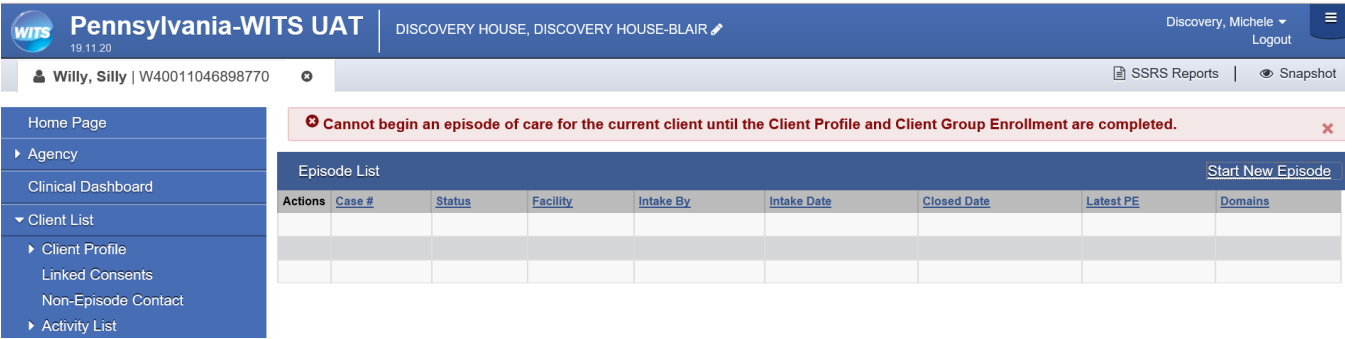 WITS
Pennsylvania-WITS UAT
19.11.20
DISCOVERY HOUSE, DISCOVERY HOUSE-BLAIR
Discovery, Michele
Logout
Willy, Silly | W40011046898770
SSRS Reports | Snapshot
Home Page
Agency
Clinical Dashboard
Client List
Client Profile
Linked Consents
Non-Episode Contact
Activity List
Cannot begin an episode of care for the current client until the Client Profile and Client Group Enrollment are completed.
Episode List
Start New Episode
Actions Case # Status Facility Intake By Intake Date Closed Date Latest PE Domains